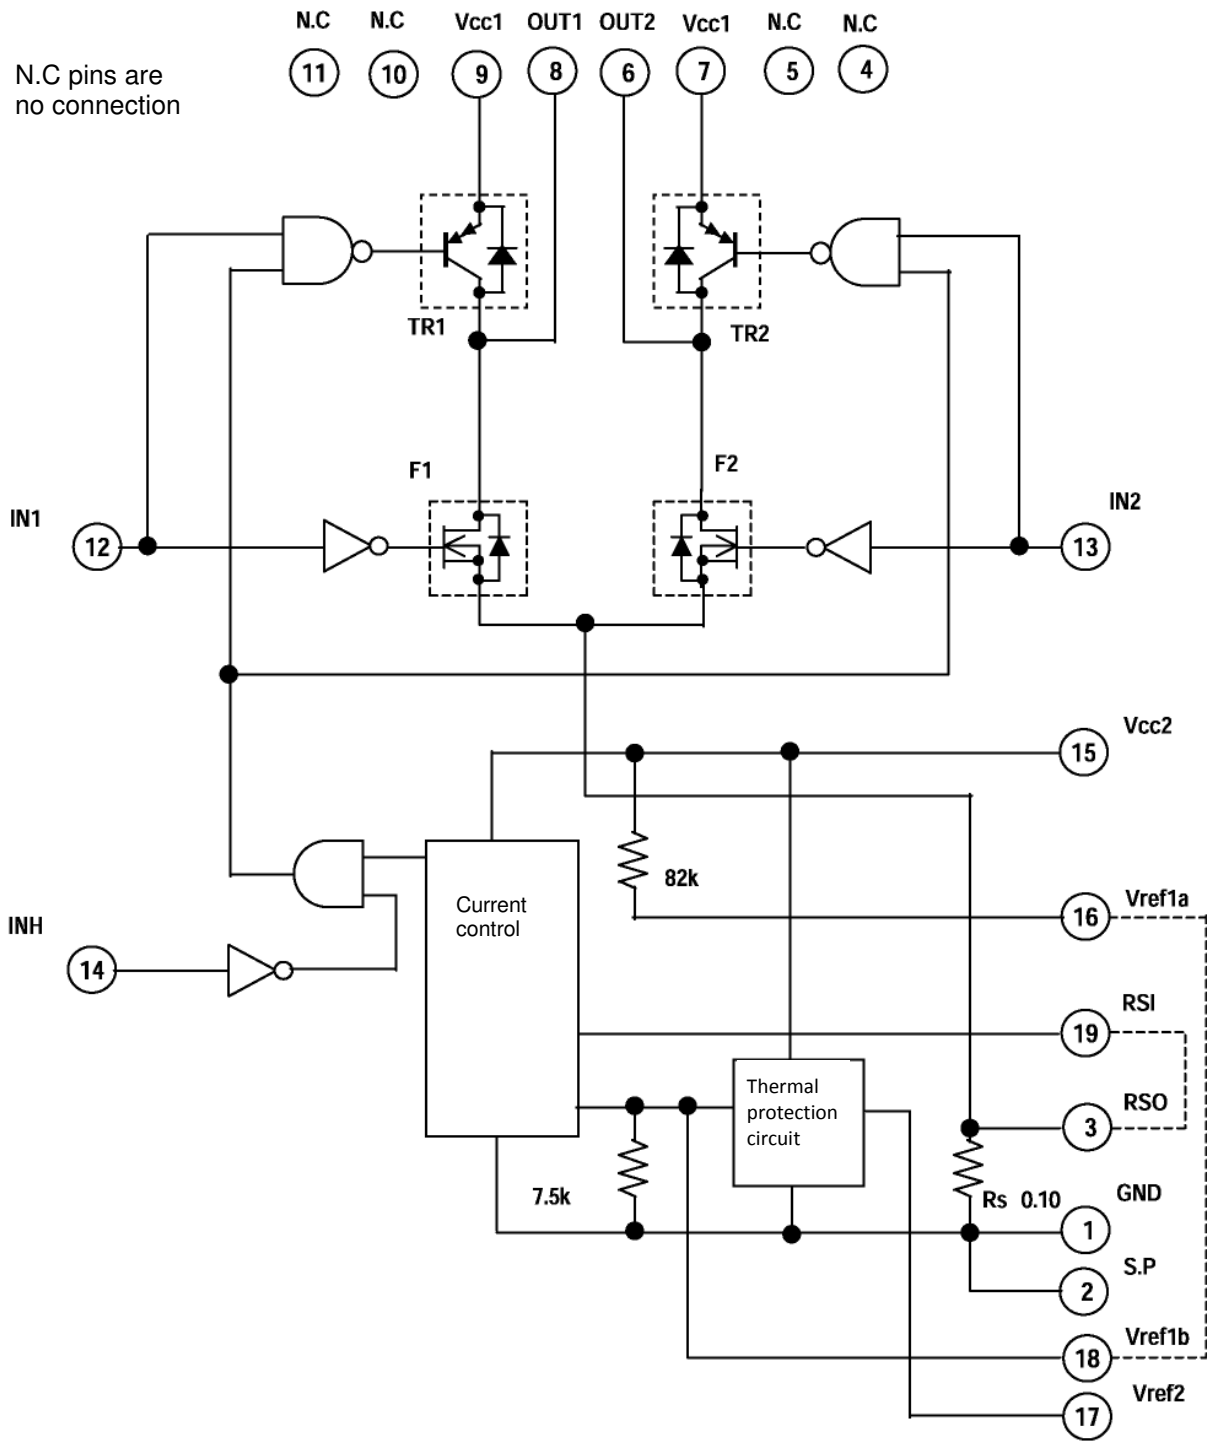 N.C N.C Vcc1 OUT1 OUT2 Vcc1 N.C N.C
11 10 9 8 6 7 5 4
N.C pins are
no connection
TR1 TR2
F1 F2
IN1 IN2
12 13
Vcc2
15
82k
Vref1a
16
Current
control
INH
14
RSI
19
Thermal
protection
circuit
RSO
3
7.5k
Rs 0.10
GND
1
S.P
2
Vref1b
18
Vref2
17